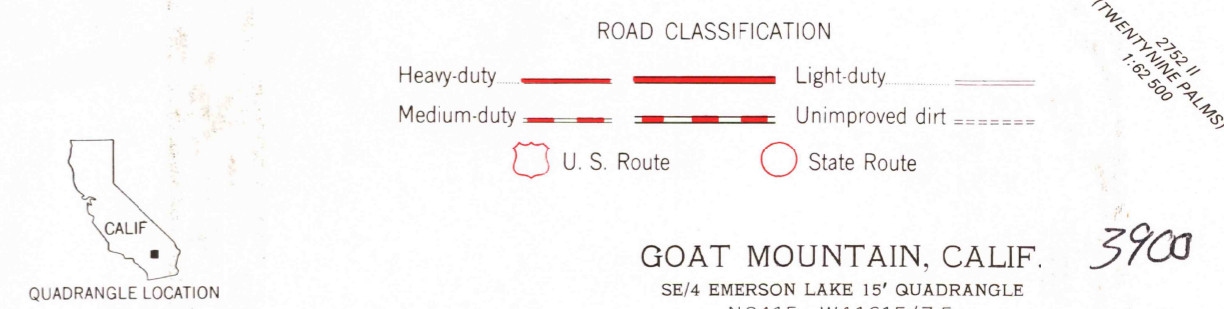 ROAD CLASSIFICATION
Heavy-duty
Light-duty
Medium-duty
Unimproved dirt
U. S. Route
State Route
(TWENTYNINE PALMS)
2752 II
1:62 500
CALIF
QUADRANGLE LOCATION
GOAT MOUNTAIN, CALIF.
3900
SE/4 EMERSON LAKE 15' QUADRANGLE